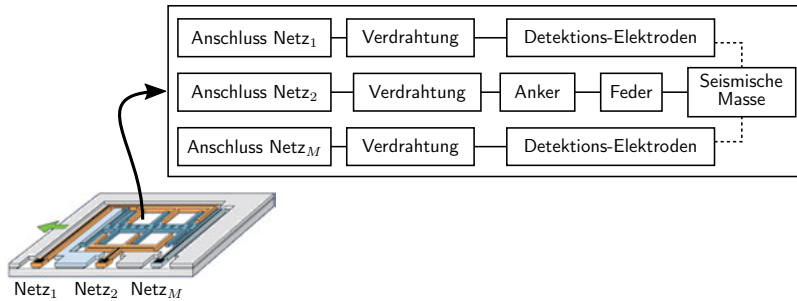 Anschluss Netz₁ Verdrahtung Detektions-Elektroden
Anschluss Netz₂ Verdrahtung Anker Feder Seismische
Masse
Anschluss Netz_M Verdrahtung Detektions-Elektroden
Netz₁ Netz₂ Netz_M